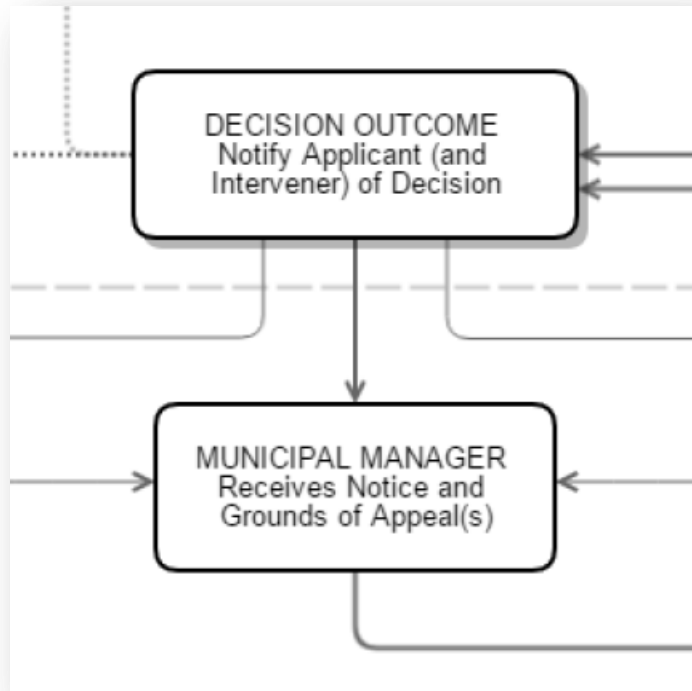 DECISION OUTCOME
Notify Applicant (and
Intervener) of Decision
MUNICIPAL MANAGER
Receives Notice and
Grounds of Appeal(s)